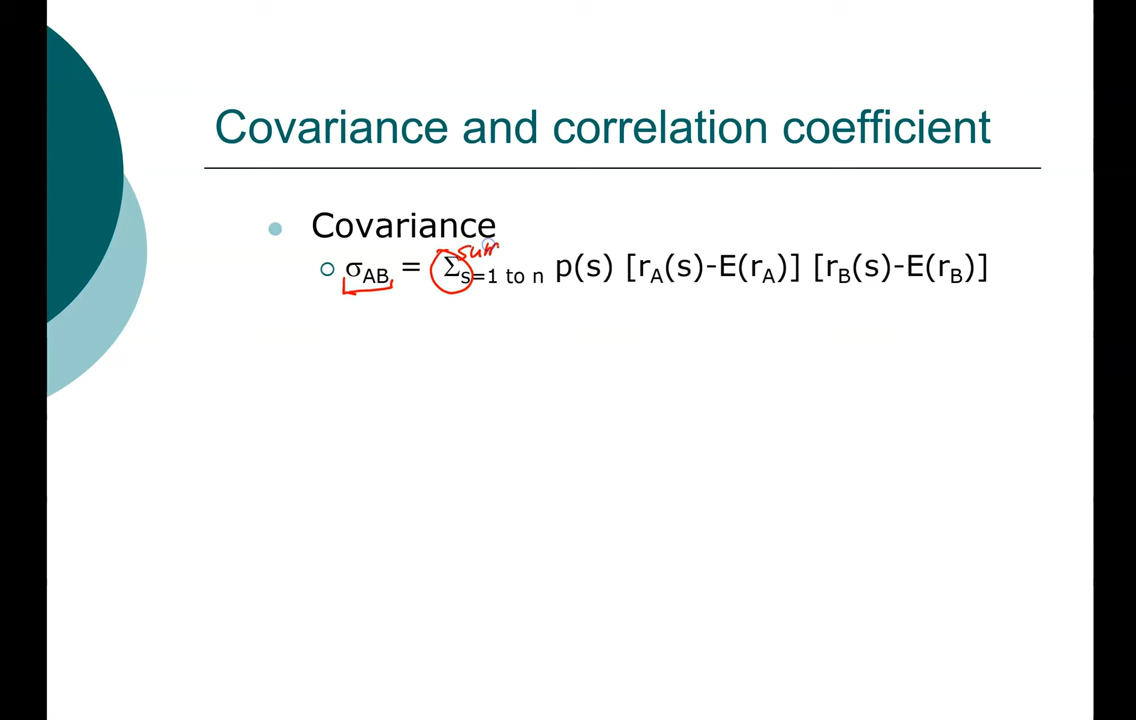 Covariance and correlation coefficient
Covariance
sum
σAB = Σs=1 to n p(s) [rA(s)-E(rA)] [rB(s)-E(rB)]